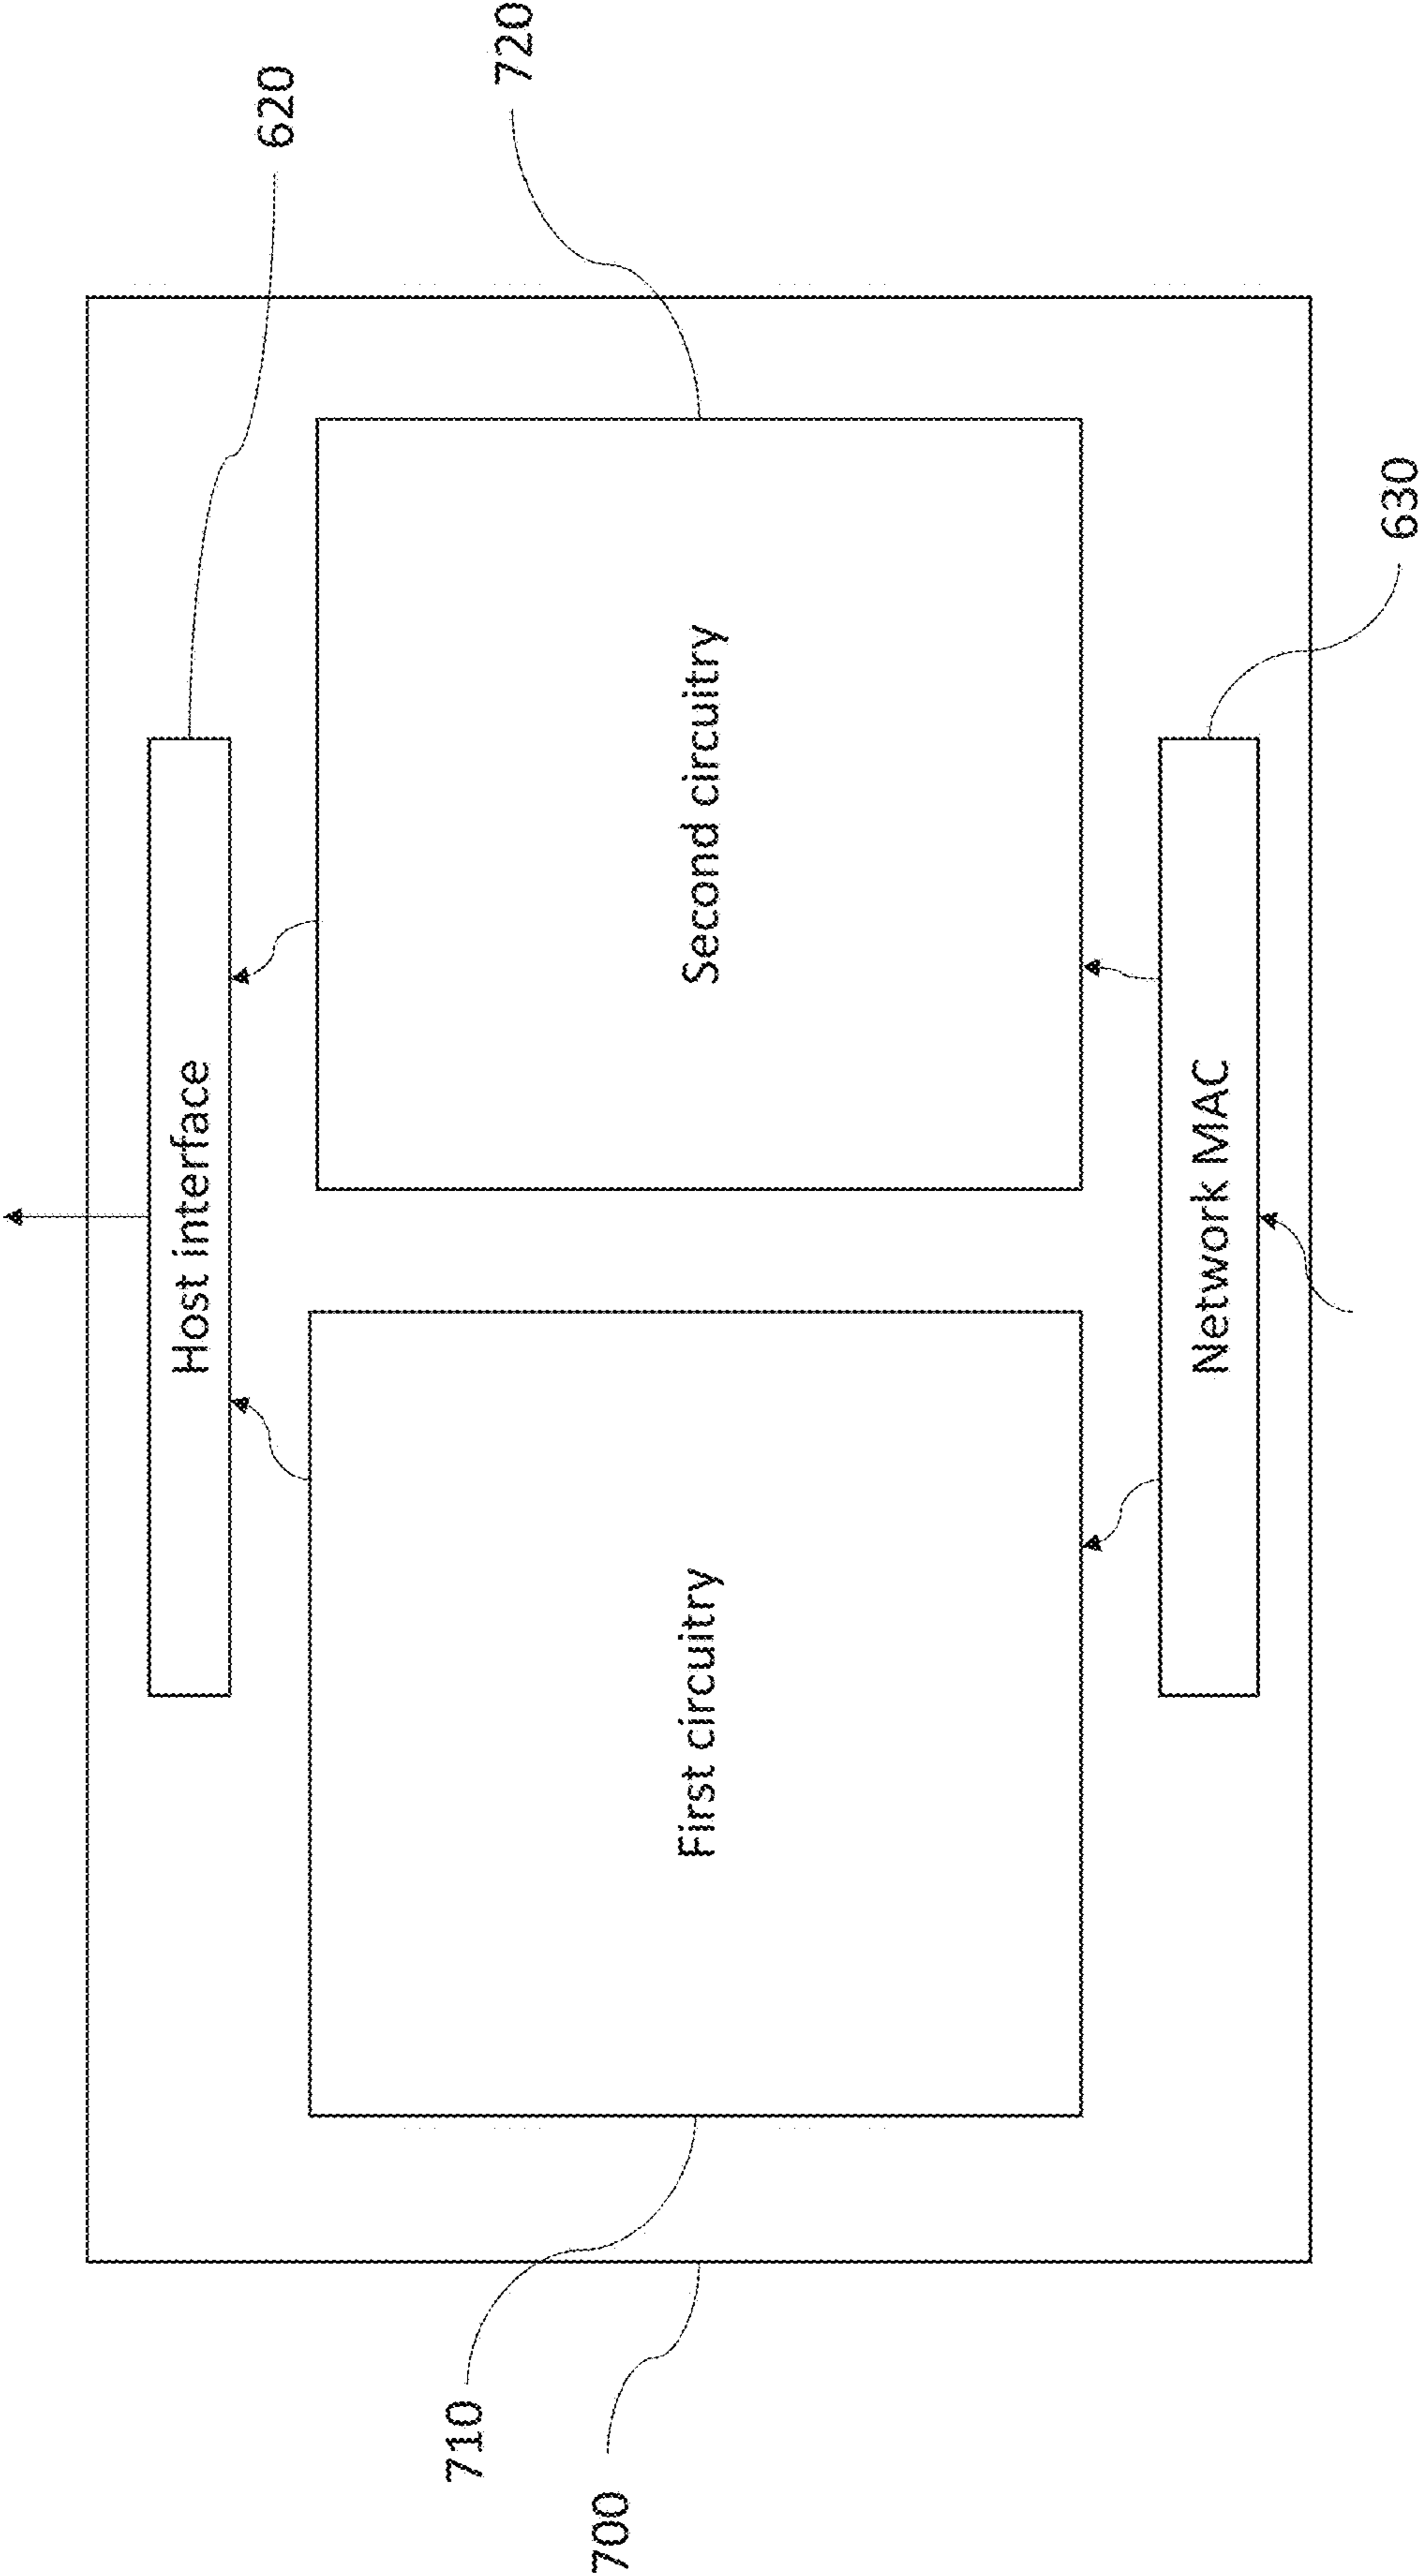 620
720
Host interface
First circuitry
Second circuitry
Network MAC
710
700
630